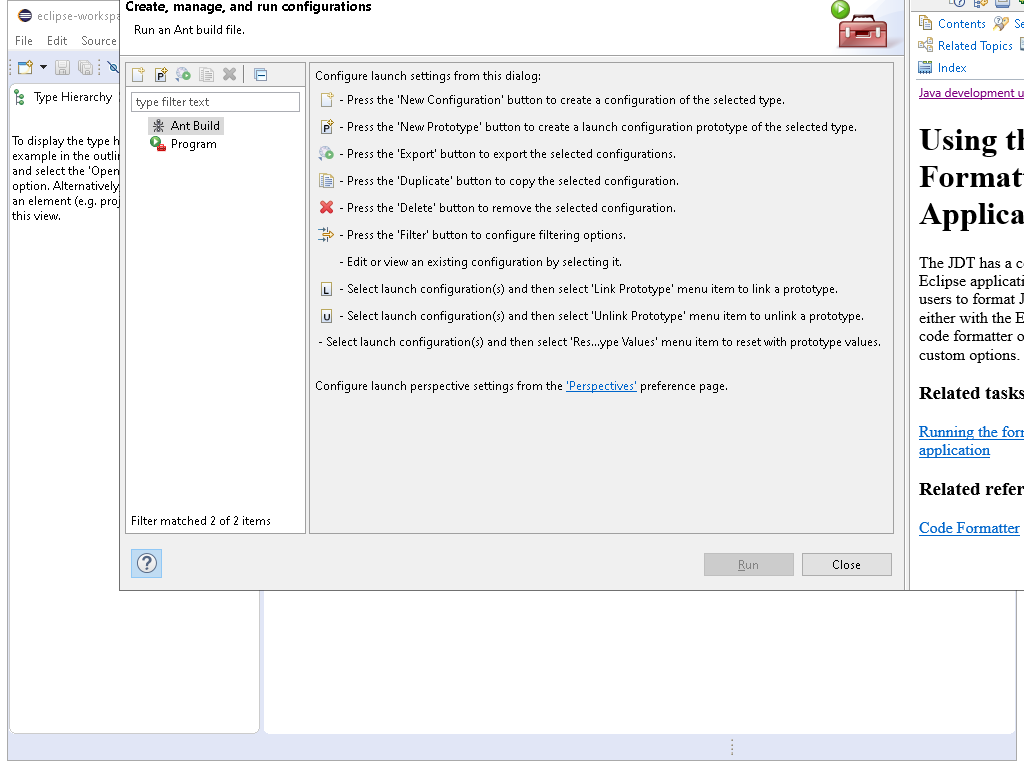 eclipse-workspa
File Edit Source
Type Hierarchy
To display the type h
example in the outlin
and select the 'Open
option. Alternatively
an element (e.g. proj
this view.
Create, manage, and run configurations
Run an Ant build file.
type filter text
Ant Build
Program
Filter matched 2 of 2 items
Configure launch settings from this dialog:
- Press the 'New Configuration' button to create a configuration of the selected type.
P - Press the 'New Prototype' button to create a launch configuration prototype of the selected type.
- Press the 'Export' button to export the selected configurations.
- Press the 'Duplicate' button to copy the selected configuration.
- Press the 'Delete' button to remove the selected configuration.
- Press the 'Filter' button to configure filtering options.
- Edit or view an existing configuration by selecting it.
L - Select launch configuration(s) and then select 'Link Prototype' menu item to link a prototype.
U - Select launch configuration(s) and then select 'Unlink Prototype' menu item to unlink a prototype.
- Select launch configuration(s) and then select 'Res...ype Values' menu item to reset with prototype values.
Configure launch perspective settings from the 'Perspectives' preference page.
Run
Close
Contents Se
Related Topics
Index
Java development u
Using th
Formatt
Applica
The JDT has a co
Eclipse applicati
users to format J
either with the E
code formatter o
custom options.
Related tasks
Running the form
application
Related refer
Code Formatter